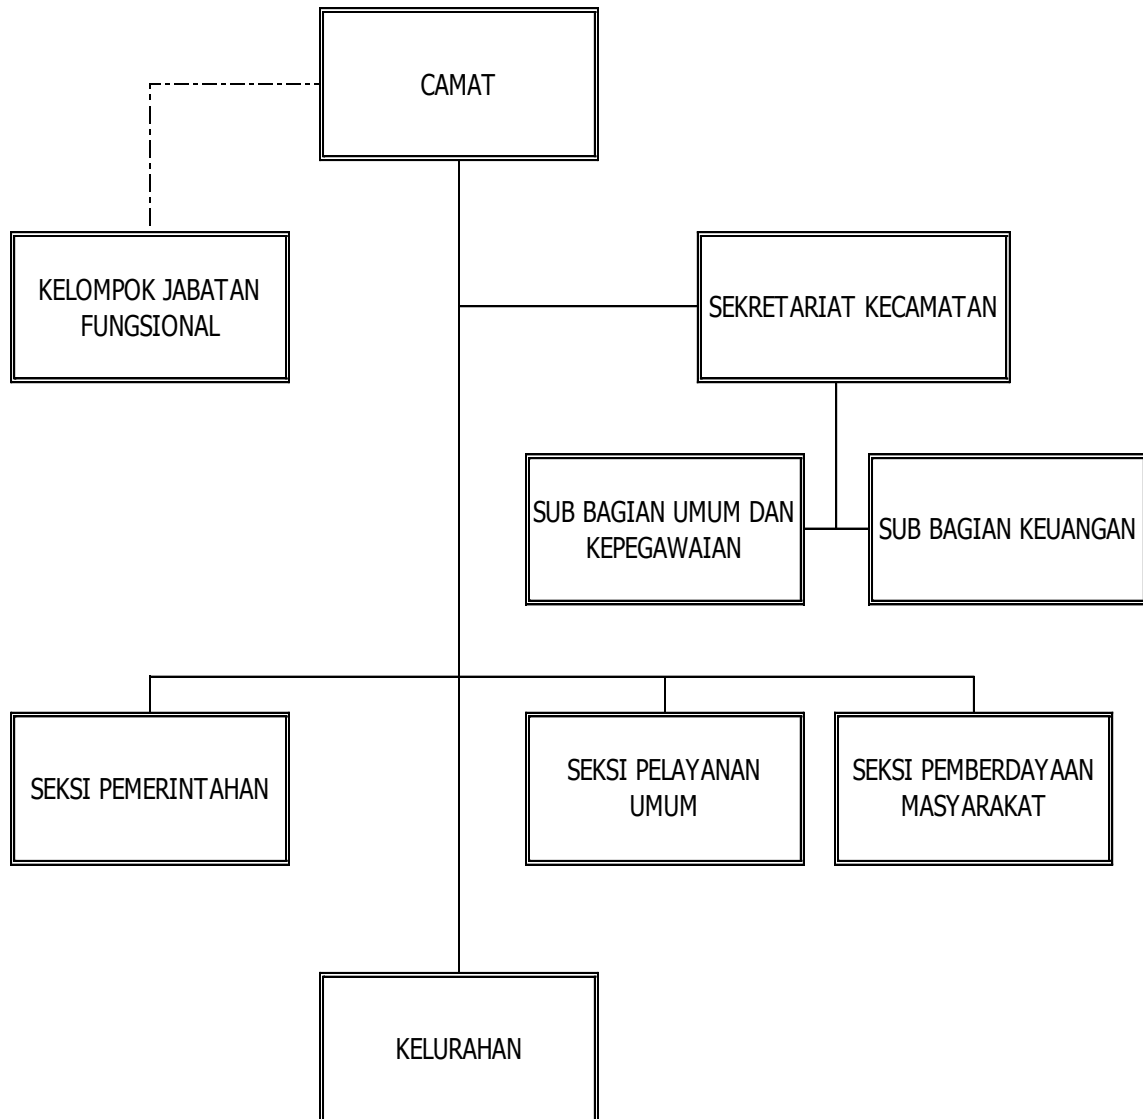 CAMAT
KELOMPOK JABATAN
FUNGSIONAL
SEKRETARIAT KECAMATAN
SUB BAGIAN UMUM DAN
KEPEGAWAIAN
SUB BAGIAN KEUANGAN
SEKSI PEMERINTAHAN
SEKSI PELAYANAN
UMUM
SEKSI PEMBERDAYAAN
MASYARAKAT
KELURAHAN